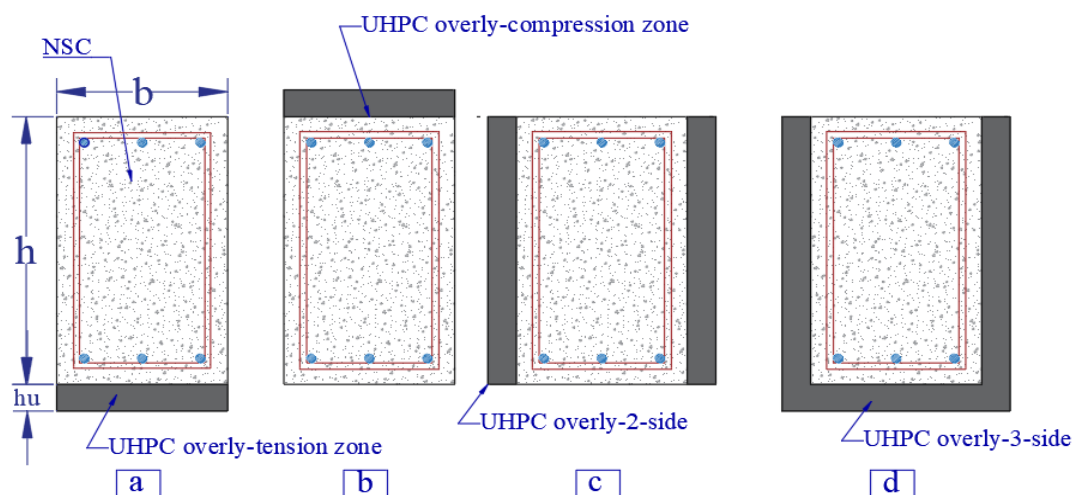 UHPC overly-compression zone
NSC
b
h
hu
UHPC overly-2-side
UHPC overly-3-side
UHPC overly-tension zone
a
b
c
d